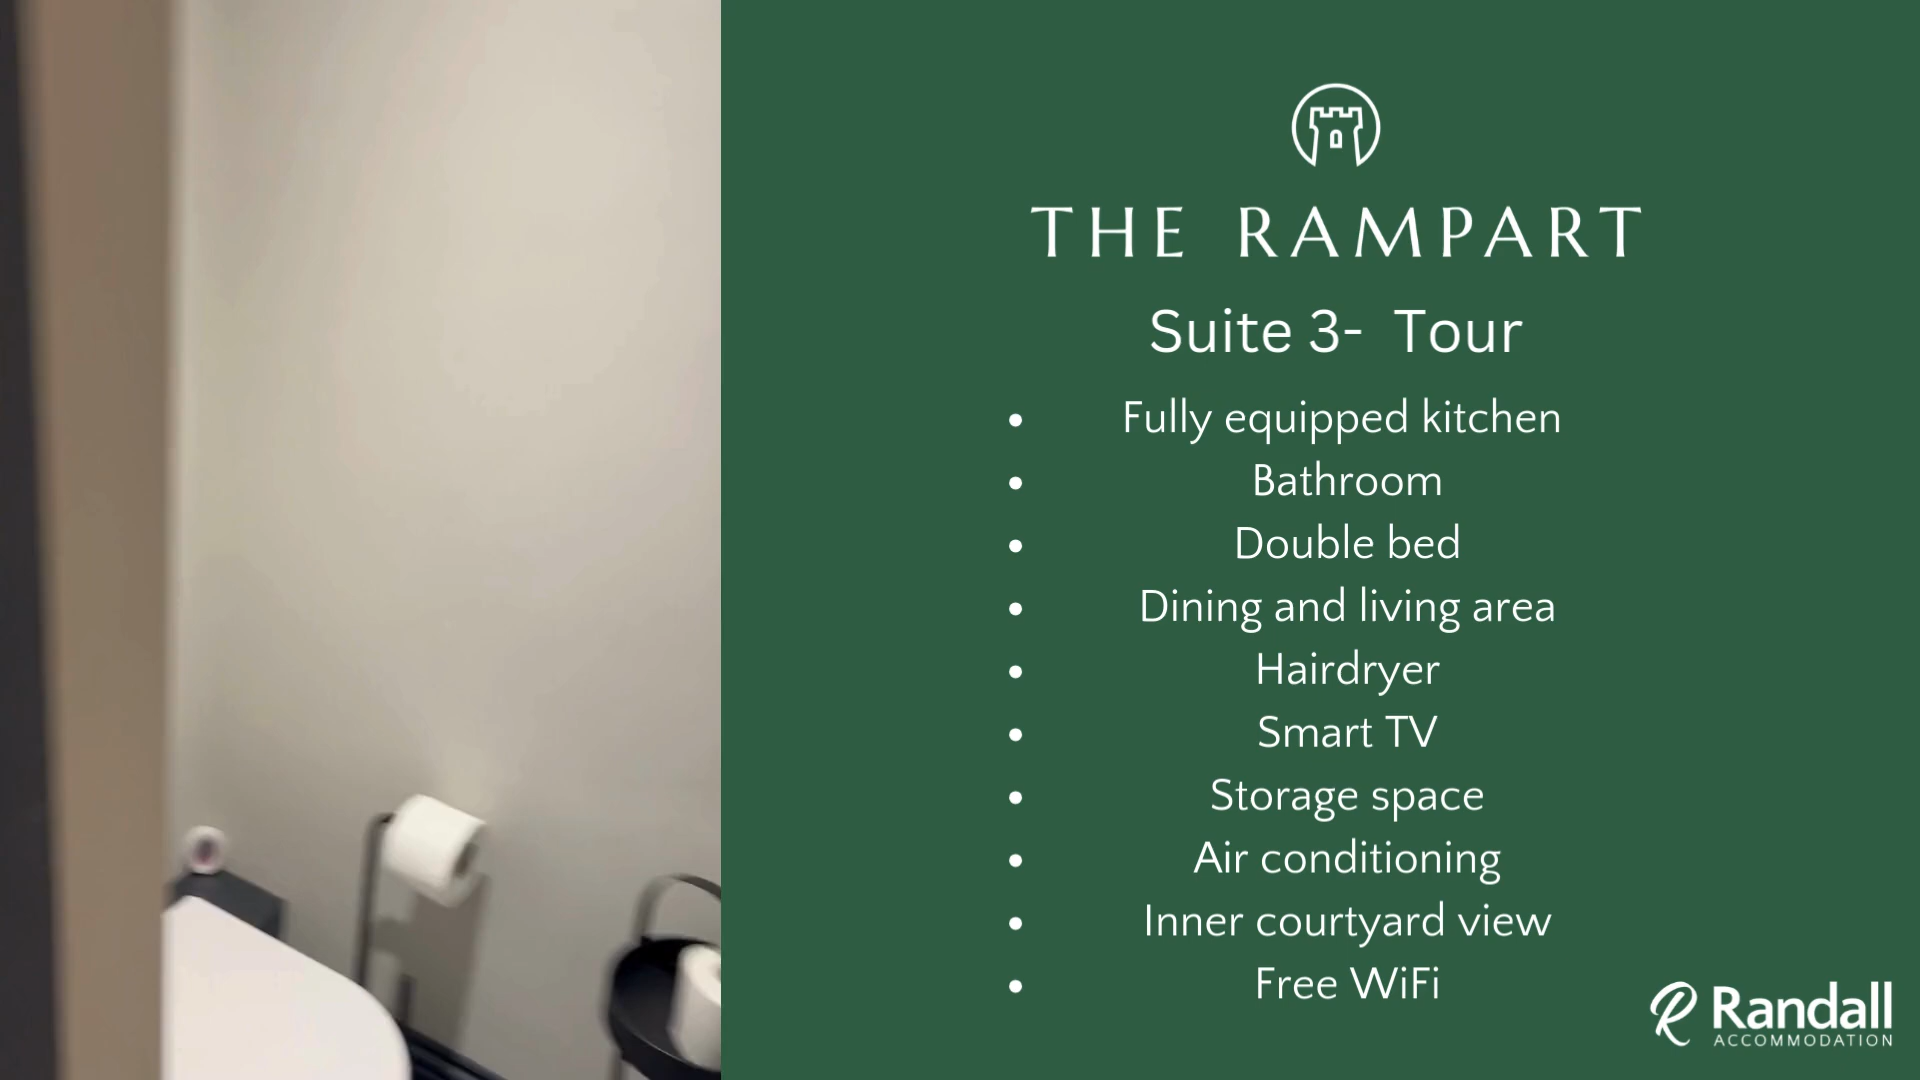 THE RAMPART
Suite 3-  Tour
• Fully equipped kitchen
• Bathroom
• Double bed
• Dining and living area
• Hairdryer
• Smart TV
• Storage space
• Air conditioning
• Inner courtyard view
• Free WiFi
Randall
ACCOMMODATION